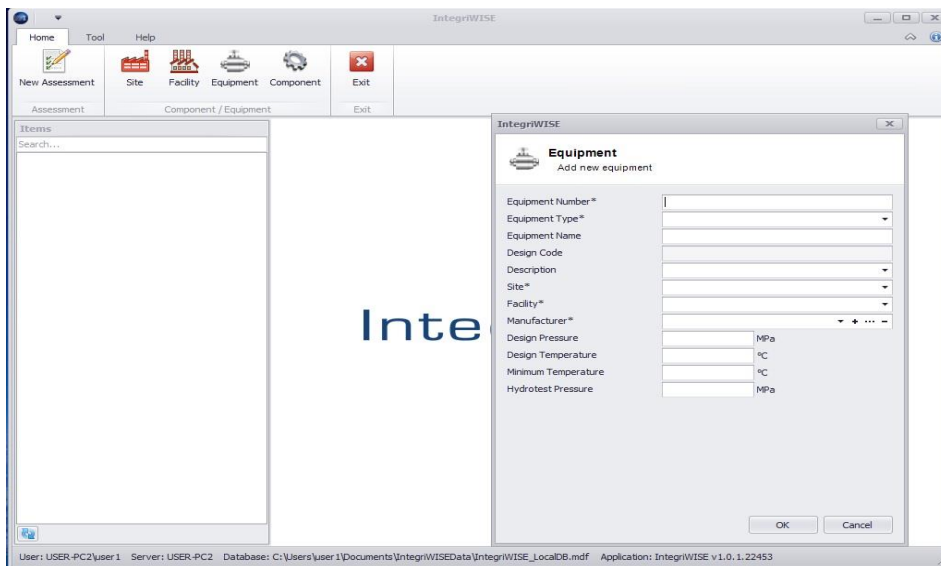 IntegriWISE
Home Tool Help
New Assessment Site Facility Equipment Component Exit
Assessment Component / Equipment Exit
Items
Search...
Inte
IntegriWISE
Equipment
Add new equipment
Equipment Number*
Equipment Type*
Equipment Name
Design Code
Description
Site*
Facility*
Manufacturer*
Design Pressure MPa
Design Temperature ºC
Minimum Temperature ºC
Hydrotest Pressure MPa
OK Cancel
User: USER-PC2\user1 Server: USER-PC2 Database: C:\Users\user1\Documents\IntegriWISEData\IntegriWISE_LocalDB.mdf Application: IntegriWISE v1.0.1.22453